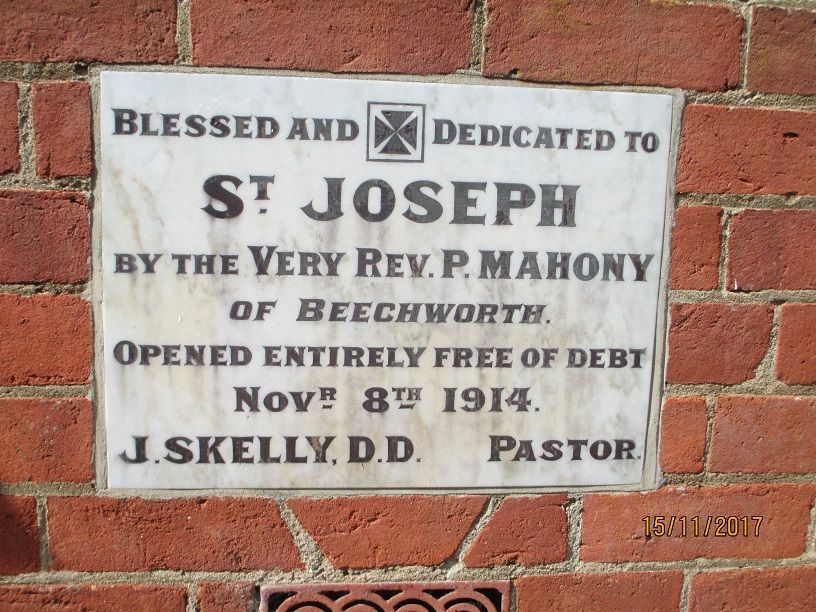 BLESSED AND DEDICATED TO
ST. JOSEPH
BY THE VERY REV. P. MAHONY
OF BEECHWORTH.
OPENED ENTIRELY FREE OF DEBT
NOVR 8TH 1914.
J. SKELLY, D.D. PASTOR.
15/11/2017